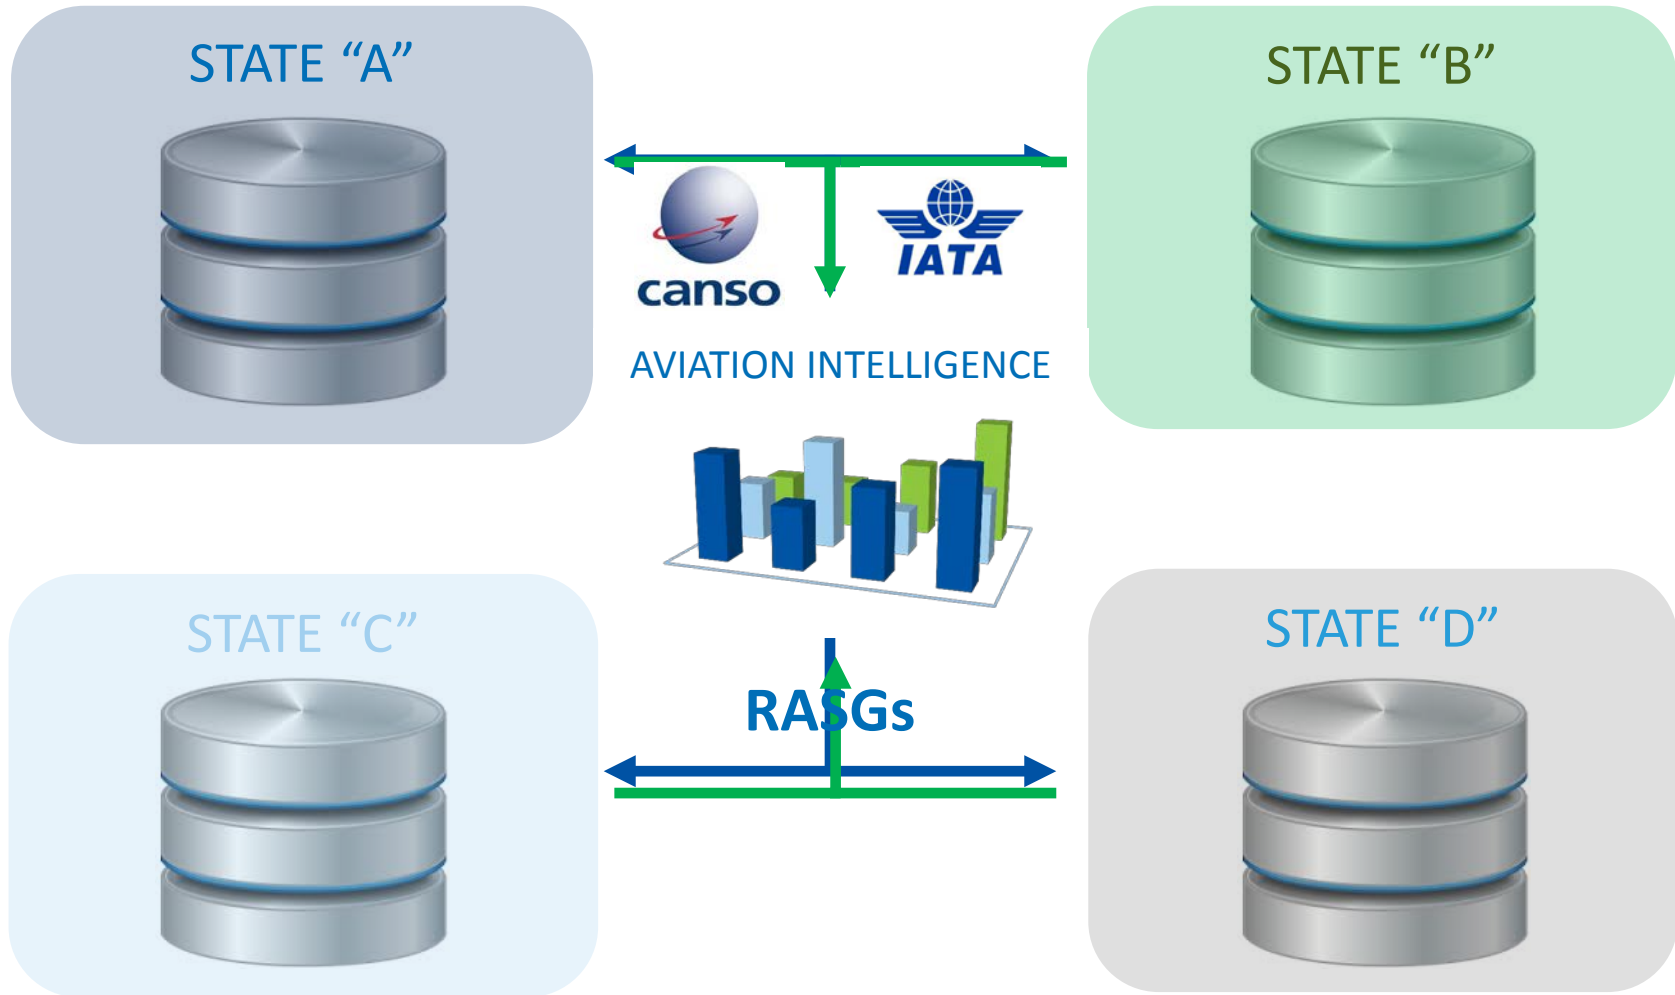 STATE “A”
STATE “B”
canso
IATA
AVIATION INTELLIGENCE
STATE “C”
STATE “D”
RASGs